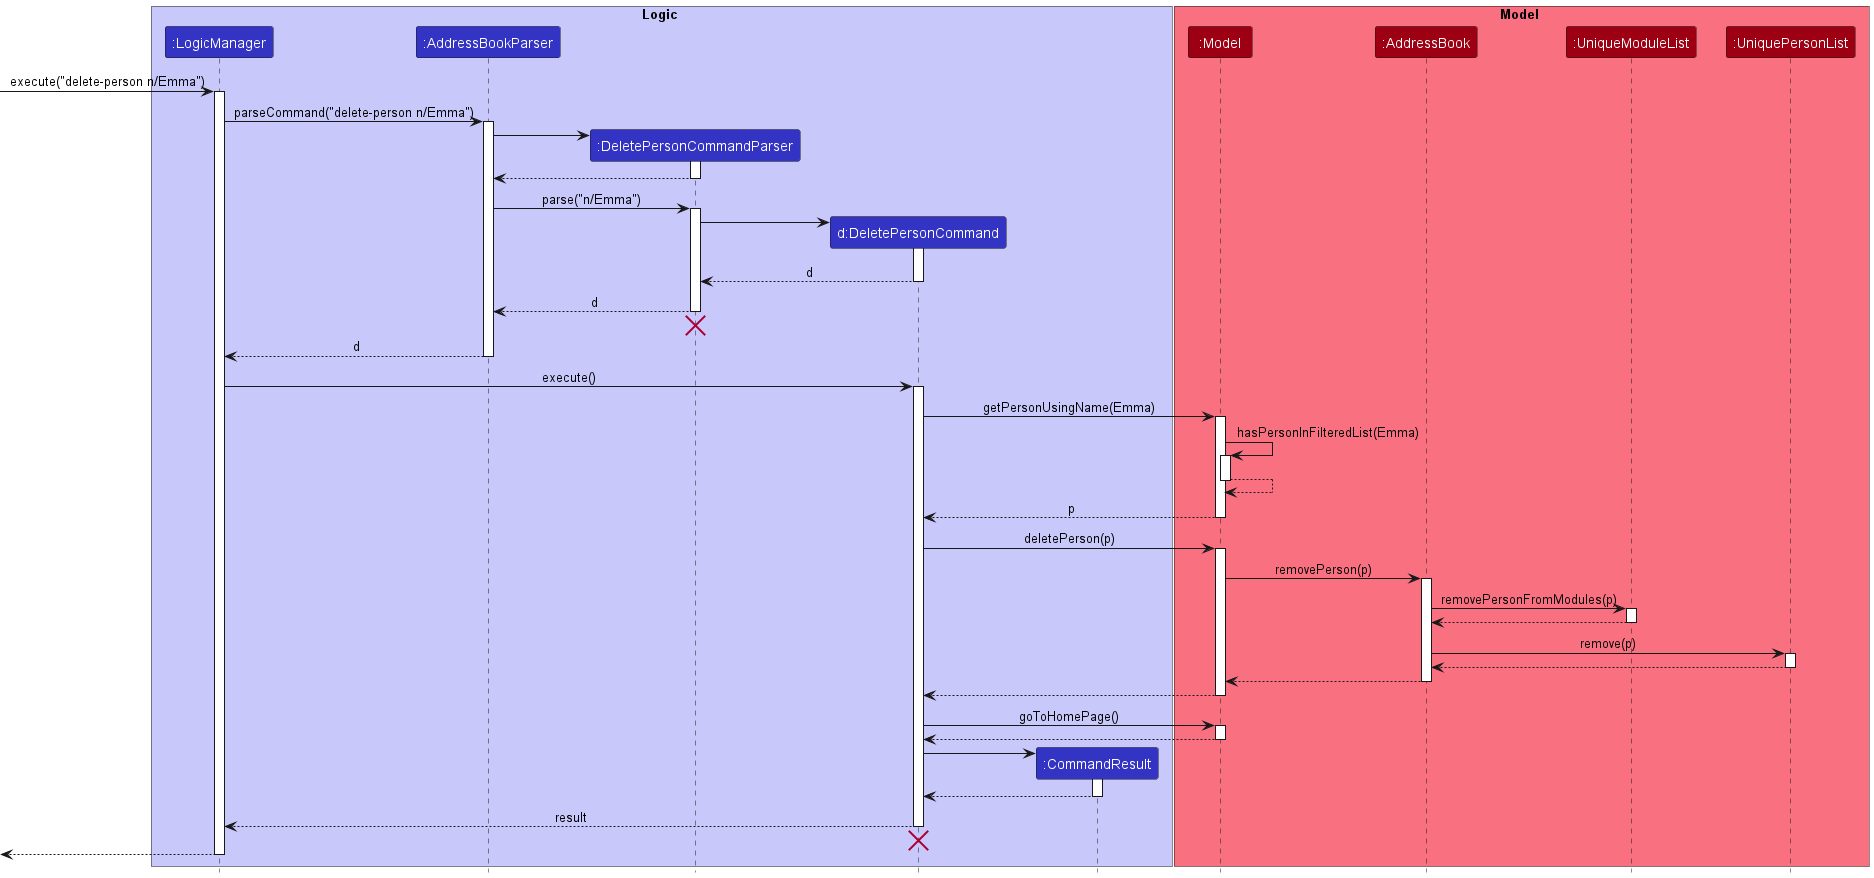 Logic
Model
:LogicManager
:AddressBookParser
:Model
:AddressBook
:UniqueModuleList
:UniquePersonList
execute("delete-person n/Emma")
parseCommand("delete-person n/Emma")
:DeletePersonCommandParser
parse("n/Emma")
d:DeletePersonCommand
d
d
d
execute()
getPersonUsingName(Emma)
hasPersonInFilteredList(Emma)
p
deletePerson(p)
removePerson(p)
removePersonFromModules(p)
remove(p)
goToHomePage()
:CommandResult
result